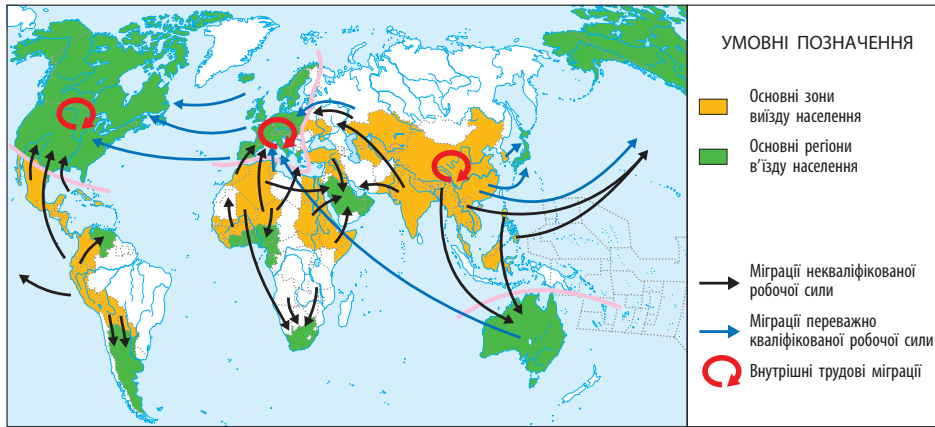 УМОВНІ ПОЗНАЧЕННЯ
Основні зони
виїзду населення
Основні регіони
в’їзду населення
Міграції некваліфікованої
робочої сили
Міграції переважно
кваліфікованої робочої сили
Внутрішні трудові міграції